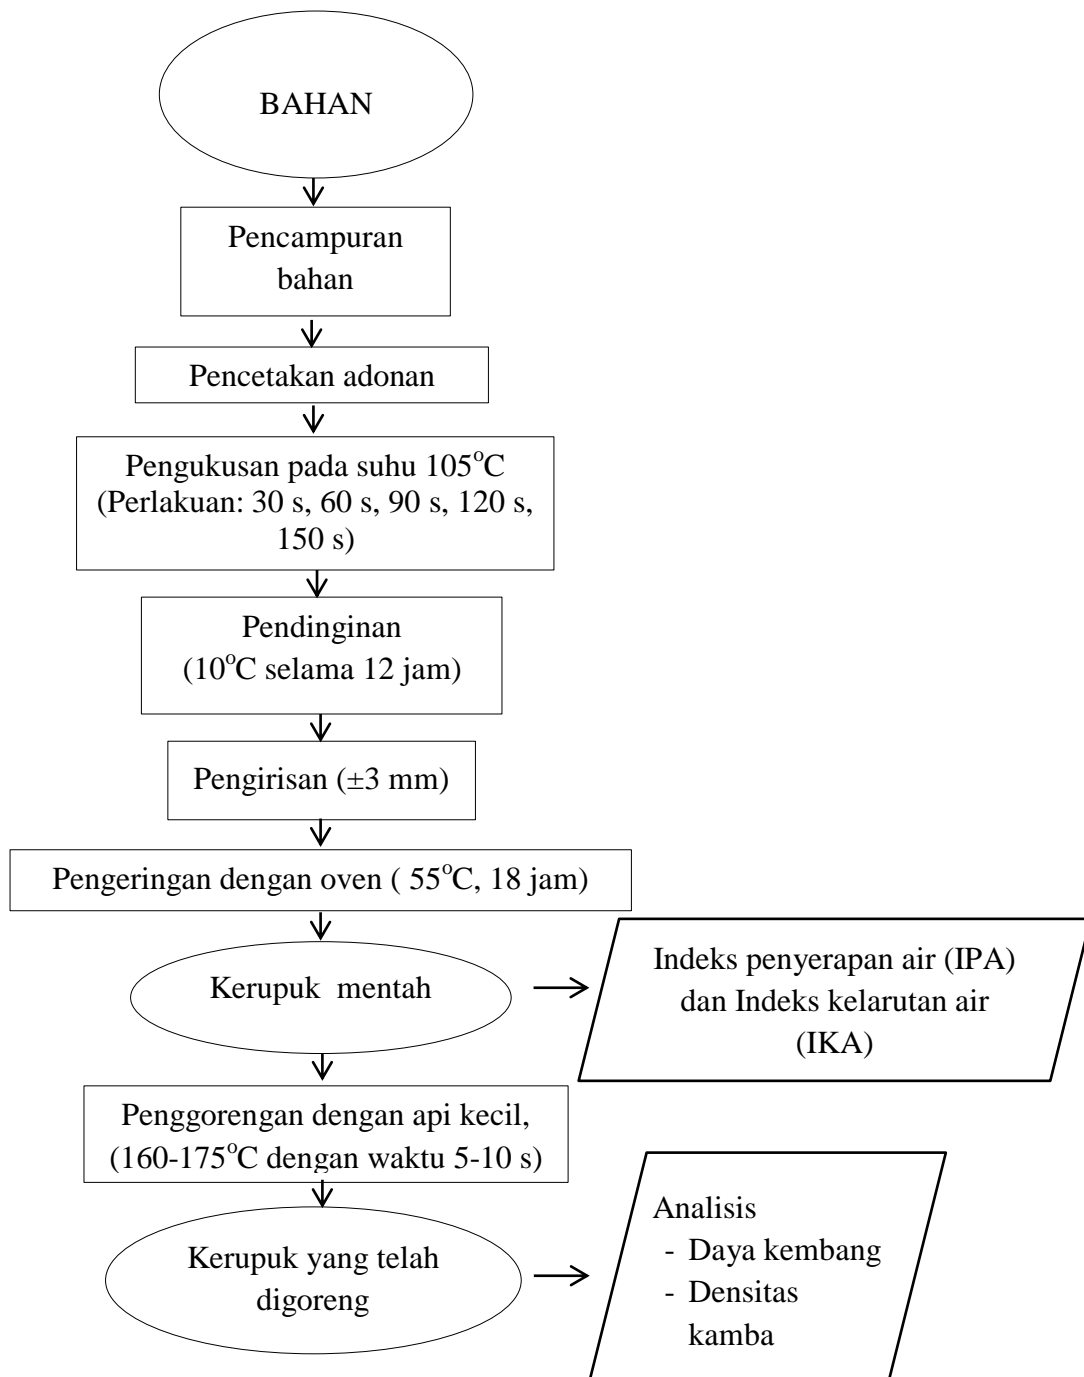 BAHAN
Pencampuran
bahan
Pencetakan adonan
Pengukusan pada suhu 105°C
(Perlakuan: 30 s, 60 s, 90 s, 120 s,
150 s)
Pendinginan
(10°C selama 12 jam)
Pengirisan (±3 mm)
Pengeringan dengan oven ( 55°C, 18 jam)
Kerupuk mentah
Indeks penyerapan air (IPA)
dan Indeks kelarutan air
(IKA)
Penggorengan dengan api kecil,
(160-175°C dengan waktu 5-10 s)
Kerupuk yang telah
digoreng
Analisis
- Daya kembang
- Densitas
kamba